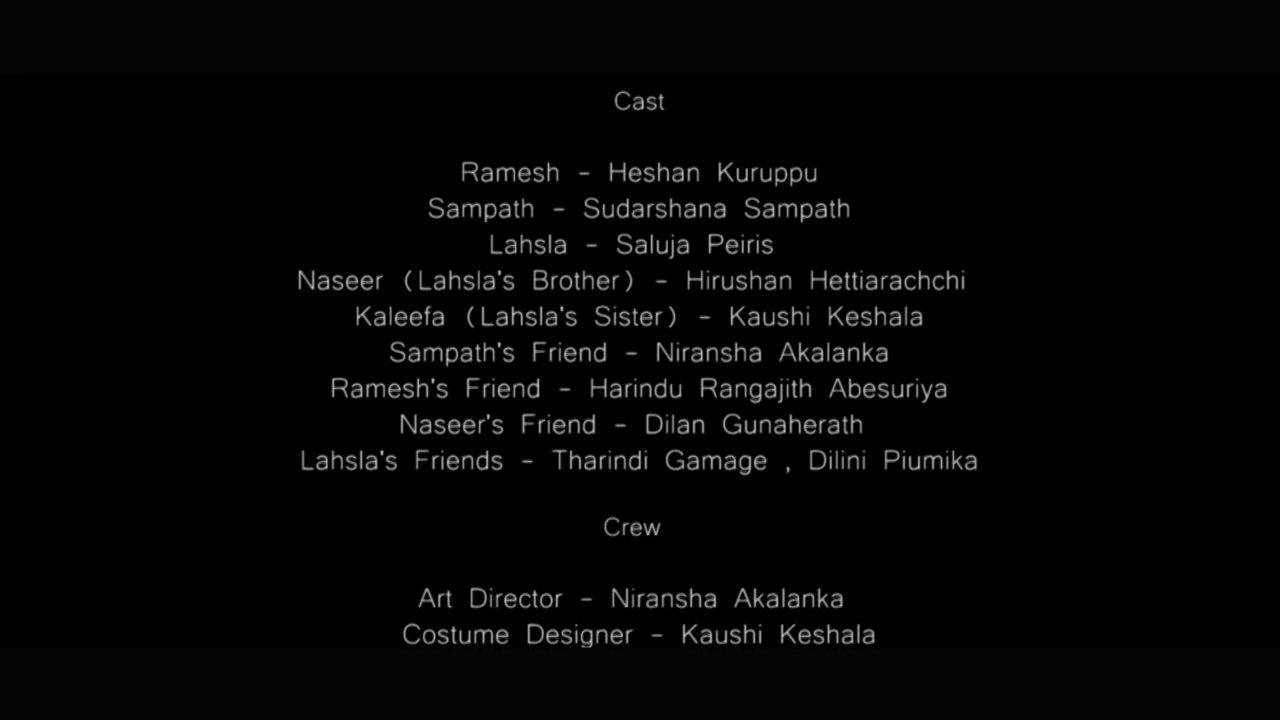 Cast
Ramesh - Heshan Kuruppu
Sampath - Sudarshana Sampath
Lahsla - Saluja Peiris
Naseer (Lahsla's Brother) - Hirushan Hettiarachchi
Kaleefa (Lahsla's Sister) - Kaushi Keshala
Sampath's Friend - Niransha Akalanka
Ramesh's Friend - Harindu Rangajith Abesuriya
Naseer's Friend - Dilan Gunaherath
Lahsla's Friends - Tharindi Gamage , Dilini Piumika
Crew
Art Director - Niransha Akalanka
Costume Designer - Kaushi Keshala